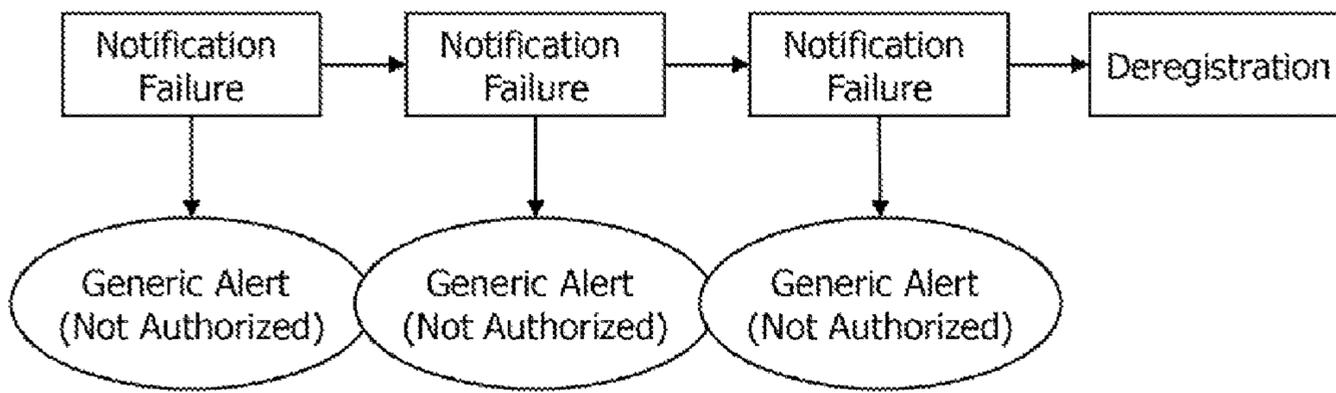 Notification
Failure
Notification
Failure
Notification
Failure
Deregistration
Generic Alert
(Not Authorized)
Generic Alert
(Not Authorized)
Generic Alert
(Not Authorized)